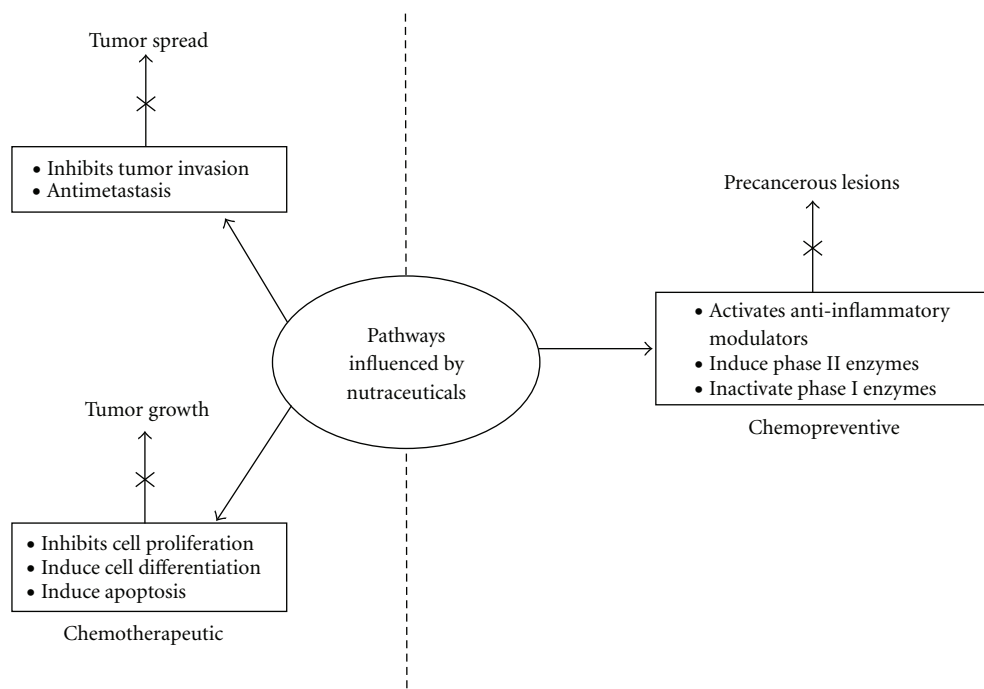 Tumor spread
• Inhibits tumor invasion
• Antimetastasis
Pathways
influenced by
nutraceuticals
Tumor growth
• Inhibits cell proliferation
• Induce cell differentiation
• Induce apoptosis
Chemotherapeutic
Precancerous lesions
• Activates anti-inflammatory
modulators
• Induce phase II enzymes
• Inactivate phase I enzymes
Chemopreventive